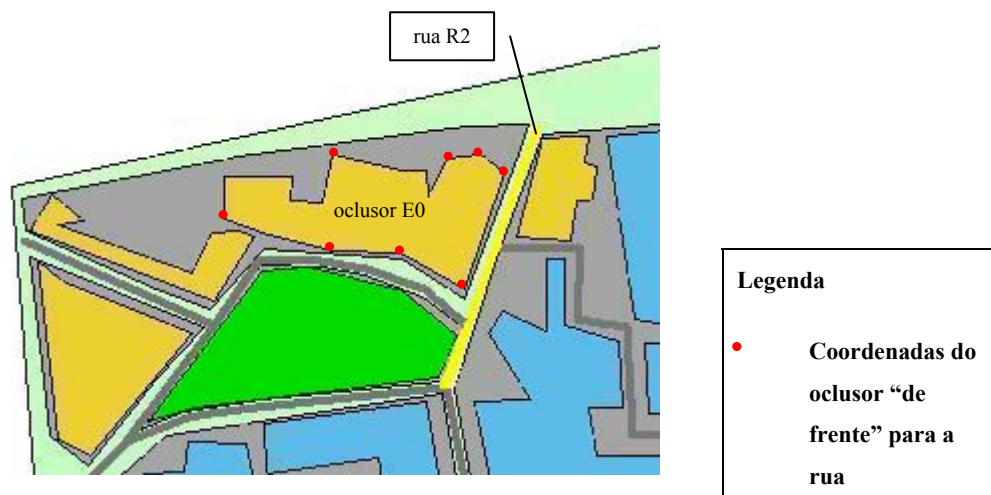 rua R2
oclusor E0
Legenda
Coordenadas do
oclusor “de
frente” para a
rua